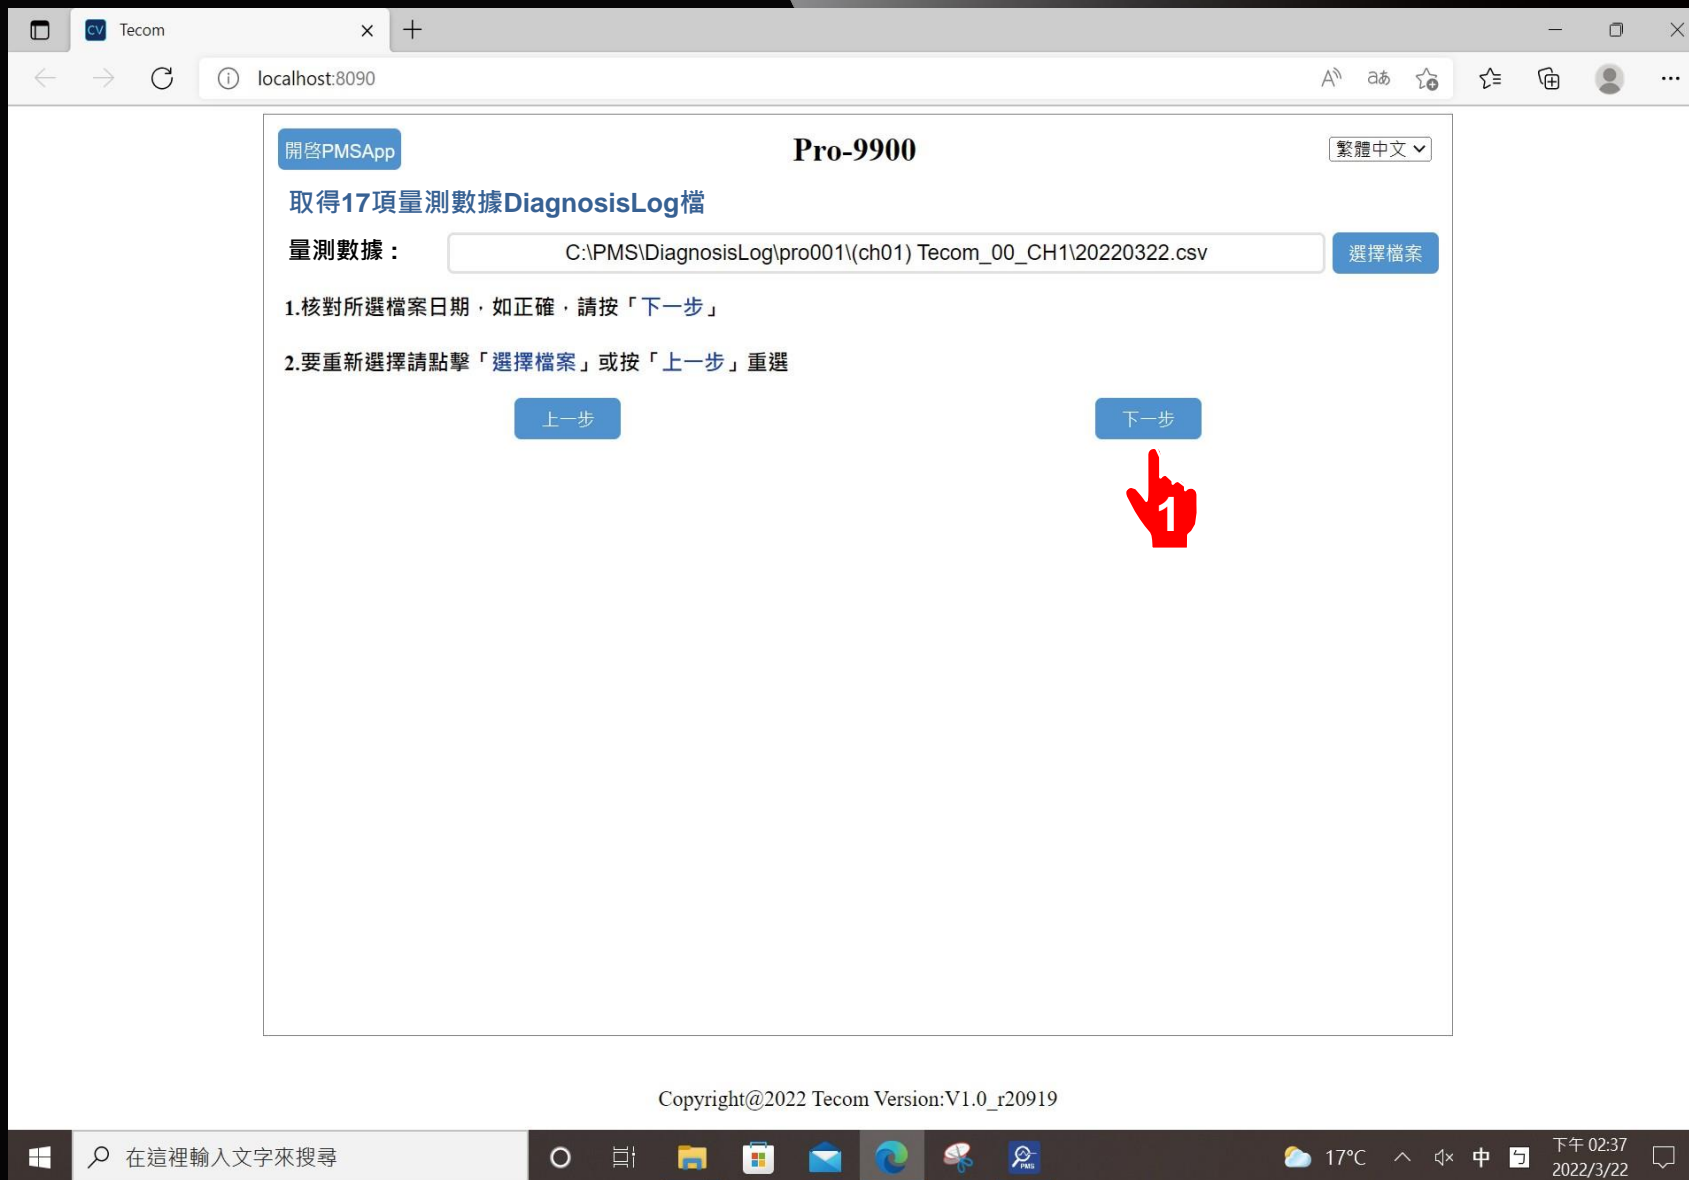 CV Tecom
localhost:8090
開啓PMSApp
Pro-9900
繁體中文
取得17項量測數據DiagnosisLog檔
量測數據：
C:\PMS\DiagnosisLog\pro001\(ch01) Tecom_00_CH1\20220322.csv
選擇檔案
1.核對所選檔案日期，如正確，請按「下一步」
2.要重新選擇請點擊「選擇檔案」或按「上一步」重選
上一步
下一步
1
Copyright@2022 Tecom Version:V1.0_r20919
在這裡輸入文字來搜尋
PMS
17°C
中
ㄅ
下午 02:37
2022/3/22